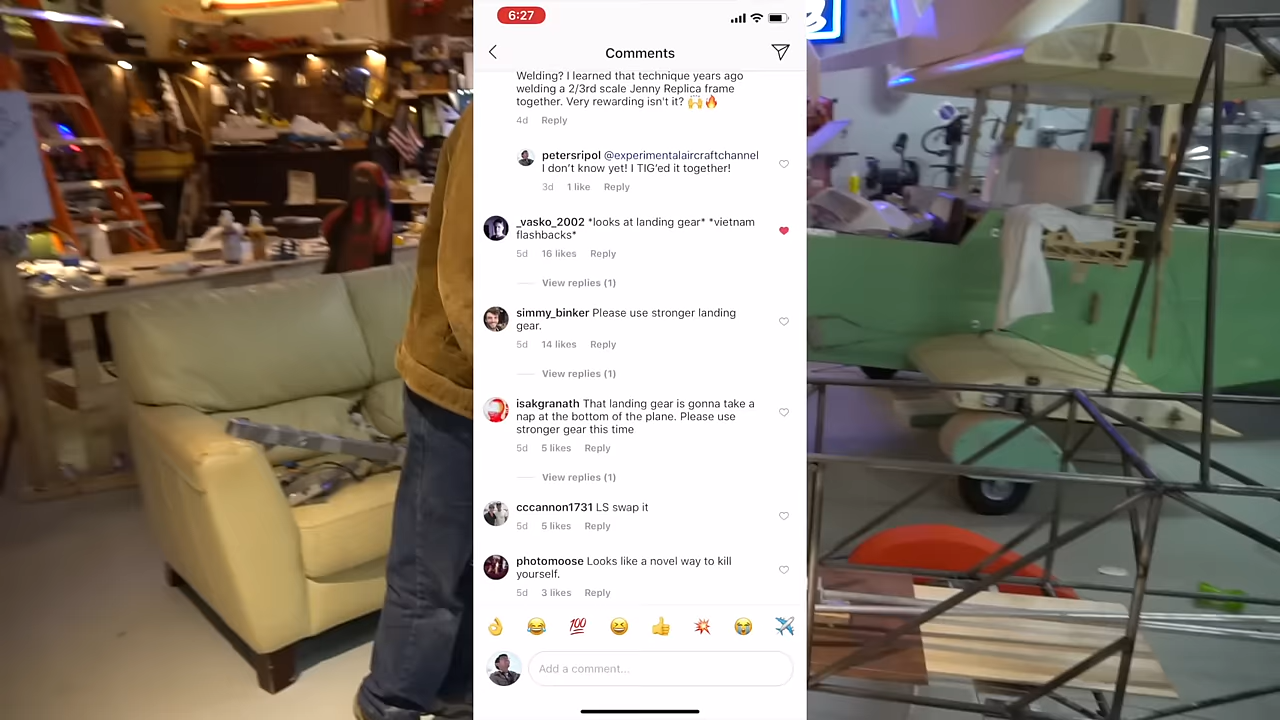 6:27
Comments
Welding? I learned that technique years ago
welding a 2/3rd scale Jenny Replica frame
together. Very rewarding isn't it? 🙌🔥
4d Reply
petersripol @experimentalaircraftchannel
I don't know yet! I TIG'ed it together!
3d 1 like Reply
_vasko_2002 *looks at landing gear* *vietnam
flashbacks*
5d 16 likes Reply
View replies (1)
simmy_binker Please use stronger landing
gear.
5d 14 likes Reply
View replies (1)
isakgranath That landing gear is gonna take a
nap at the bottom of the plane. Please use
stronger gear this time
5d 5 likes Reply
View replies (1)
cccannon1731 LS swap it
5d 5 likes Reply
photomoose Looks like a novel way to kill
yourself.
5d 3 likes Reply
👌😂💯😆👍💥😭✈️
Add a comment...